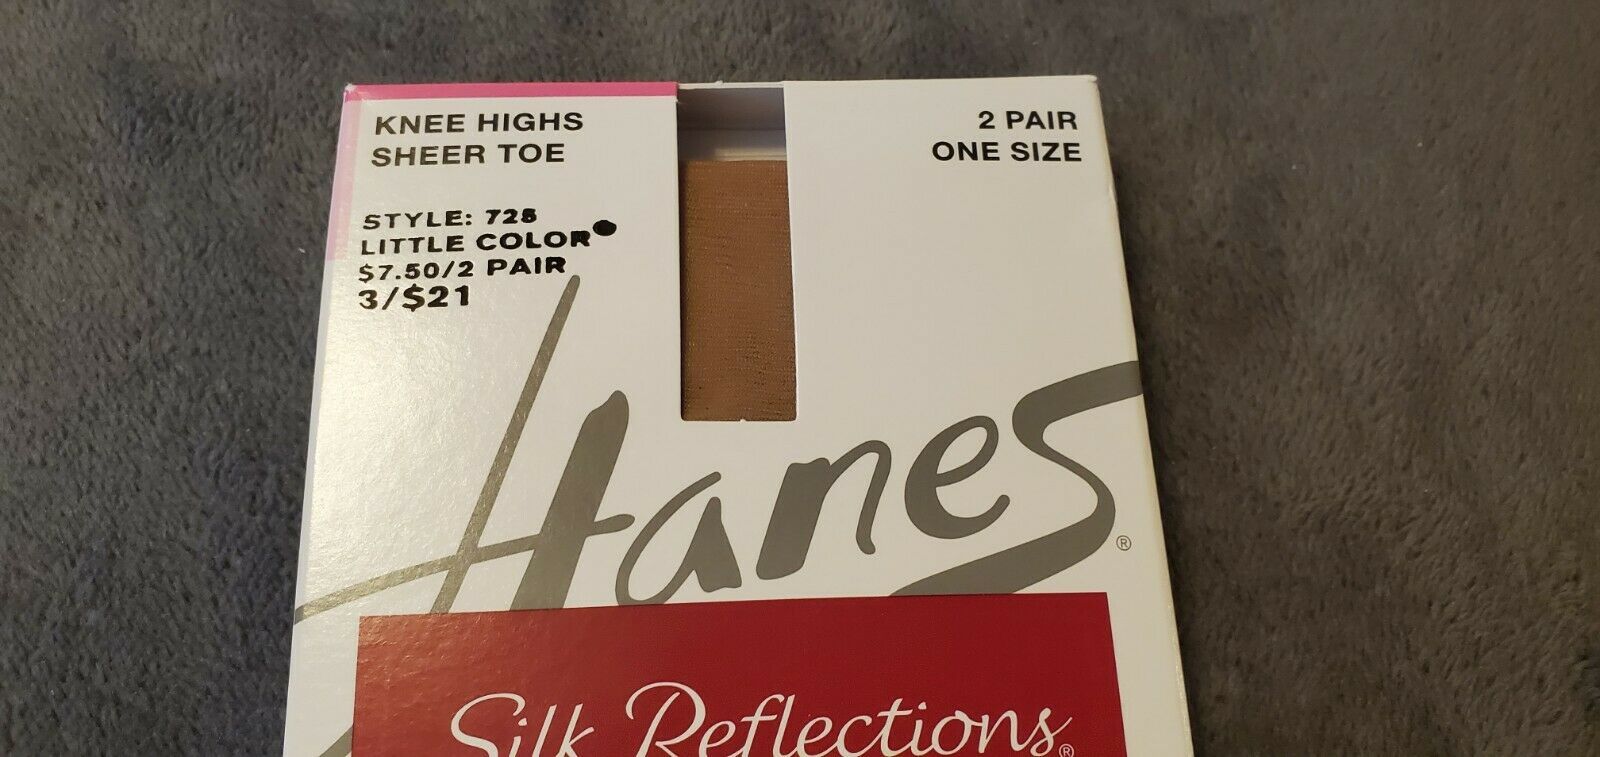 KNEE HIGHS
SHEER TOE
2 PAIR
ONE SIZE
STYLE: 728
LITTLE COLOR
$7.50/2 PAIR
3/$21
Hanes®
Silk Reflections®